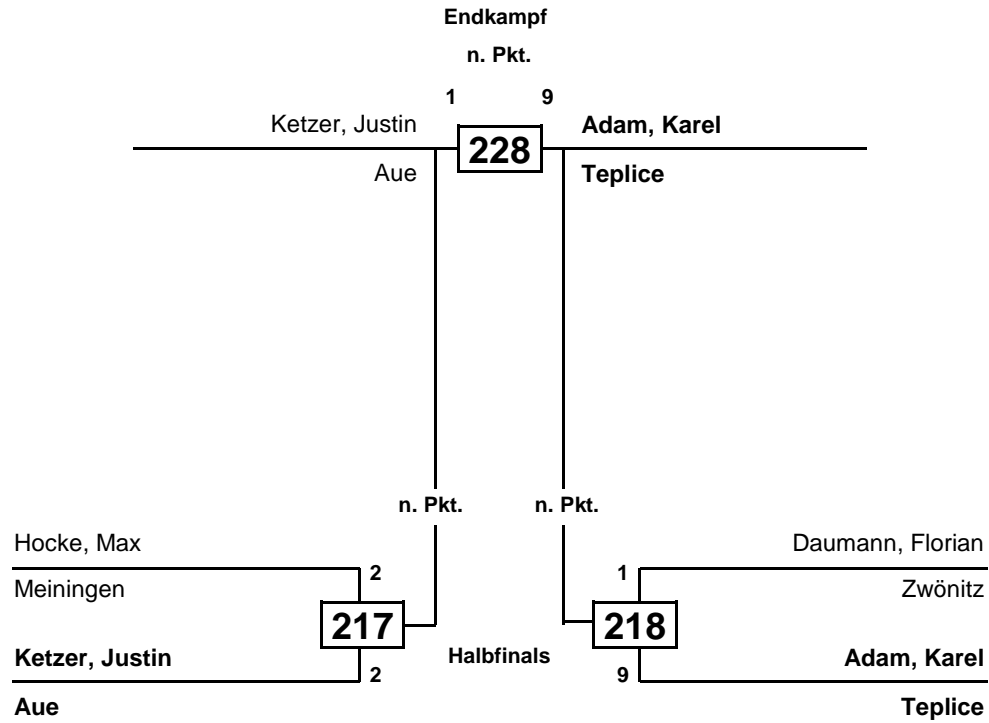 Endkampf
n. Pkt.
1 9
Ketzer, Justin 228 Adam, Karel
Aue Teplice
n. Pkt. n. Pkt.
Hocke, Max Daumann, Florian
2 1
Meiningen Zwönitz
217 218
Ketzer, Justin Halbfinals Adam, Karel
2 9
Aue Teplice